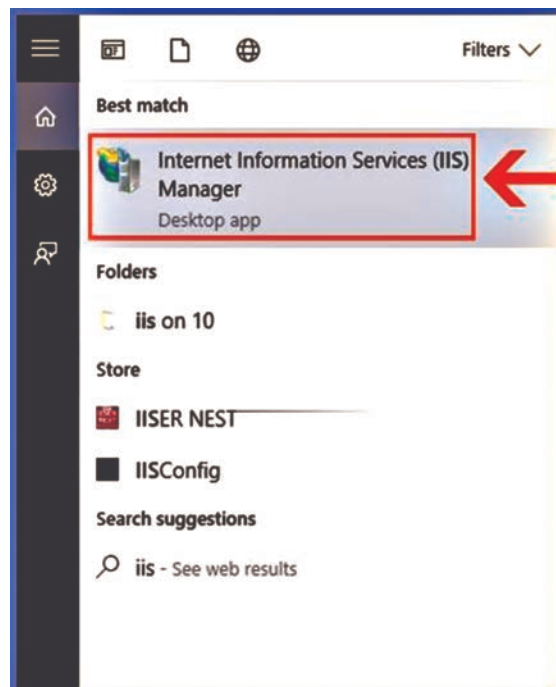 Filters
Best match
Internet Information Services (IIS)
Manager
Desktop app
Folders
iis on 10
Store
IISER NEST
IISConfig
Search suggestions
iis - See web results